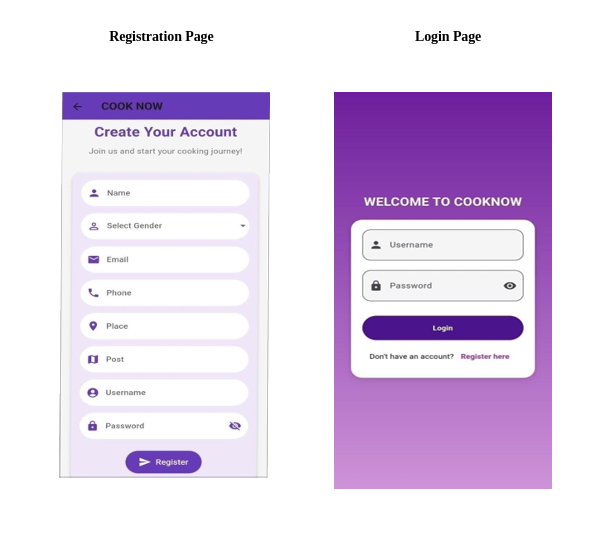 Registration Page
COOK NOW
Create Your Account
Join us and start your cooking journey!
Name
Select Gender
Email
Phone
Place
Post
Username
Password
Register
Login Page
WELCOME TO COOKNOW
Username
Password
Login
Don't have an account? Register here